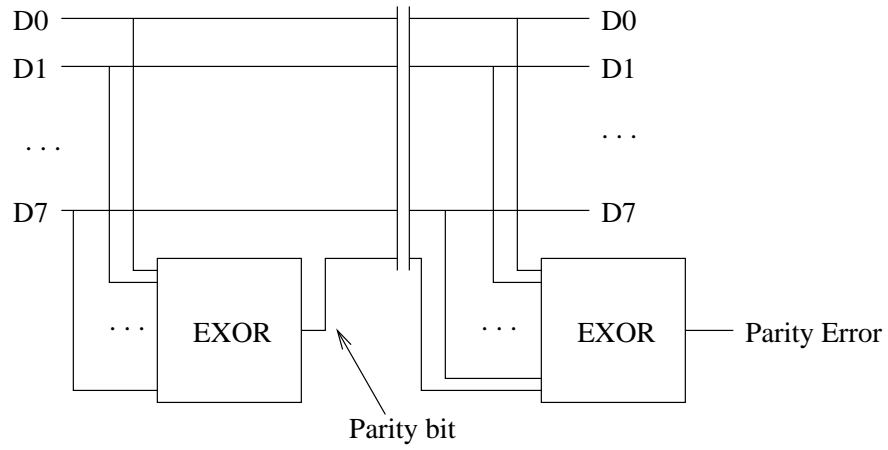 D0 D0
D1 D1
. . . . . .
D7 D7
. . . EXOR . . . EXOR Parity Error
Parity bit